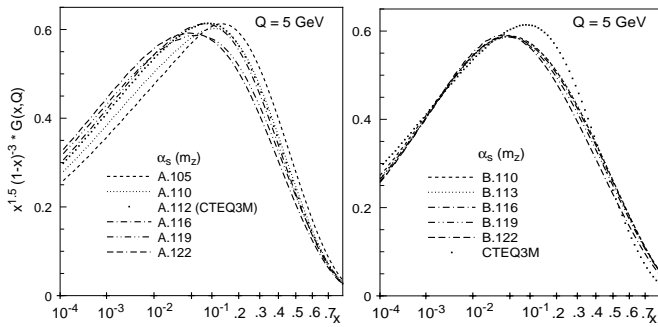 Q = 5 GeV
x^1.5 (1-x)^-3 * G(x,Q)
0.6
0.4
0.2
0
α_s (m_z)
A.105
A.110
A.112 (CTEQ3M)
A.116
A.119
A.122
10^-4 10^-3 10^-2 10^-1 .2 .3 .4 .5 .6 .7 x
Q = 5 GeV
0.6
0.4
0.2
0
α_s (m_z)
B.110
B.113
B.116
B.119
B.122
CTEQ3M
10^-4 10^-3 10^-2 10^-1 .2 .3 .4 .5 .6 .7 x